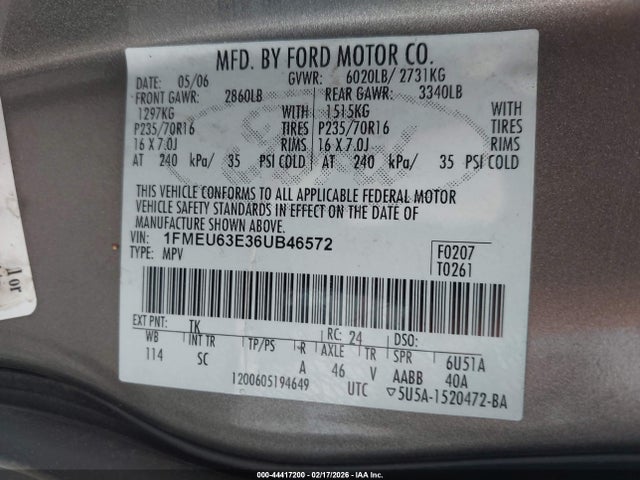 MFD. BY FORD MOTOR CO.
DATE 05/06 GVWR: 6020LB/ 2731KG
FRONT GAWR: 2860LB REAR GAWR: 3340LB
1297KG WITH 1515KG WITH
P235/70R16 TIRES P235/70R16 TIRES
16 X 7.0J RIMS 16 X 7.0J RIMS
AT 240 kPa/ 35 PSI COLD AT 240 kPa/ 35 PSI COLD
THIS VEHICLE CONFORMS TO ALL APPLICABLE FEDERAL MOTOR
VEHICLE SAFETY STANDARDS IN EFFECT ON THE DATE OF
MANUFACTURE SHOWN ABOVE.
VIN: 1FMEU63E36UB46572
TYPE: MPV
F0207
T0261
EXT PNT: TK RC: 24 DSO:
WB INT TR TP/PS R AXLE TR SPR 6U51A
114 SC A 46 V AABB 40A
1200605194649 UTC ▽5U5A-1520472-BA
1 or
000-44417200 - 02/17/2026 - IAAI, Inc.